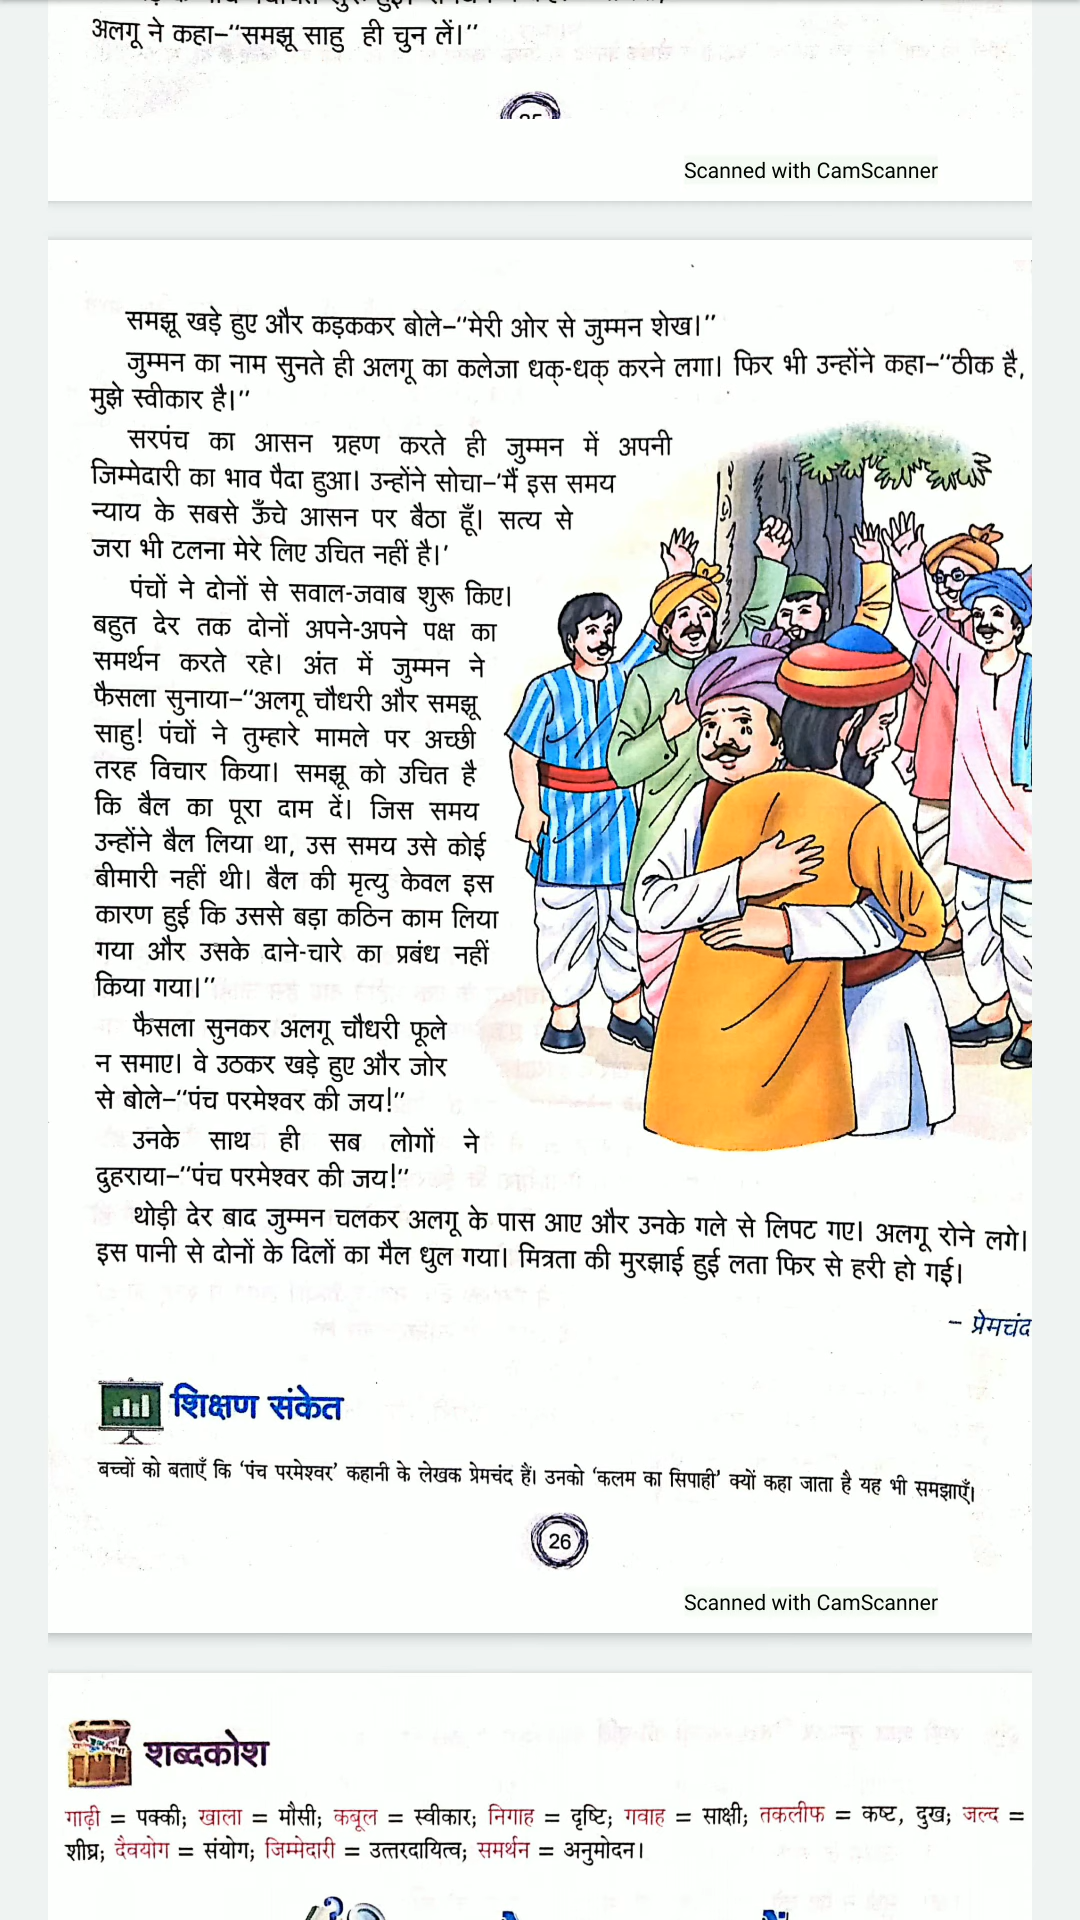 अलगू ने कहा–“समझू साहु ही चुन लें।”
Scanned with CamScanner
समझू खड़े हुए और कड़ककर बोले–“मेरी ओर से जुम्मन शेख।”
जुम्मन का नाम सुनते ही अलगू का कलेजा धक्-धक् करने लगा। फिर भी उन्होंने कहा–“ठीक है,
मुझे स्वीकार है।”
सरपंच का आसन ग्रहण करते ही जुम्मन में अपनी
जिम्मेदारी का भाव पैदा हुआ। उन्होंने सोचा–‘मैं इस समय
न्याय के सबसे ऊँचे आसन पर बैठा हूँ। सत्य से
जरा भी टलना मेरे लिए उचित नहीं है।’
पंचों ने दोनों से सवाल-जवाब शुरू किए।
बहुत देर तक दोनों अपने-अपने पक्ष का
समर्थन करते रहे। अंत में जुम्मन ने
फैसला सुनाया–“अलगू चौधरी और समझू
साहु! पंचों ने तुम्हारे मामले पर अच्छी
तरह विचार किया। समझू को उचित है
कि बैल का पूरा दाम दें। जिस समय
उन्होंने बैल लिया था, उस समय उसे कोई
बीमारी नहीं थी। बैल की मृत्यु केवल इस
कारण हुई कि उससे बड़ा कठिन काम लिया
गया और उसके दाने-चारे का प्रबंध नहीं
किया गया।”
फैसला सुनकर अलगू चौधरी फूले
न समाए। वे उठकर खड़े हुए और जोर
से बोले–“पंच परमेश्वर की जय!”
उनके साथ ही सब लोगों ने
दुहराया–“पंच परमेश्वर की जय!”
थोड़ी देर बाद जुम्मन चलकर अलगू के पास आए और उनके गले से लिपट गए। अलगू रोने लगे।
इस पानी से दोनों के दिलों का मैल धुल गया। मित्रता की मुरझाई हुई लता फिर से हरी हो गई।
– प्रेमचंद
शिक्षण संकेत
बच्चों को बताएँ कि ‘पंच परमेश्वर’ कहानी के लेखक प्रेमचंद हैं। उनको ‘कलम का सिपाही’ क्यों कहा जाता है यह भी समझाएँ।
26
Scanned with CamScanner
शब्दकोश
गाढ़ी = पक्की; खाला = मौसी; कबूल = स्वीकार; निगाह = दृष्टि; गवाह = साक्षी; तकलीफ = कष्ट, दुख; जल्द =
शीघ्र; दैवयोग = संयोग; जिम्मेदारी = उत्तरदायित्व; समर्थन = अनुमोदन।